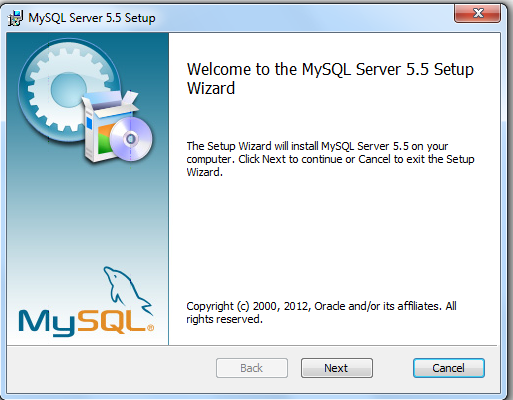 MySQL Server 5.5 Setup
Welcome to the MySQL Server 5.5 Setup
Wizard
The Setup Wizard will install MySQL Server 5.5 on your
computer. Click Next to continue or Cancel to exit the Setup
Wizard.
MySQL®
Copyright (c) 2000, 2012, Oracle and/or its affiliates. All
rights reserved.
Back
Next
Cancel